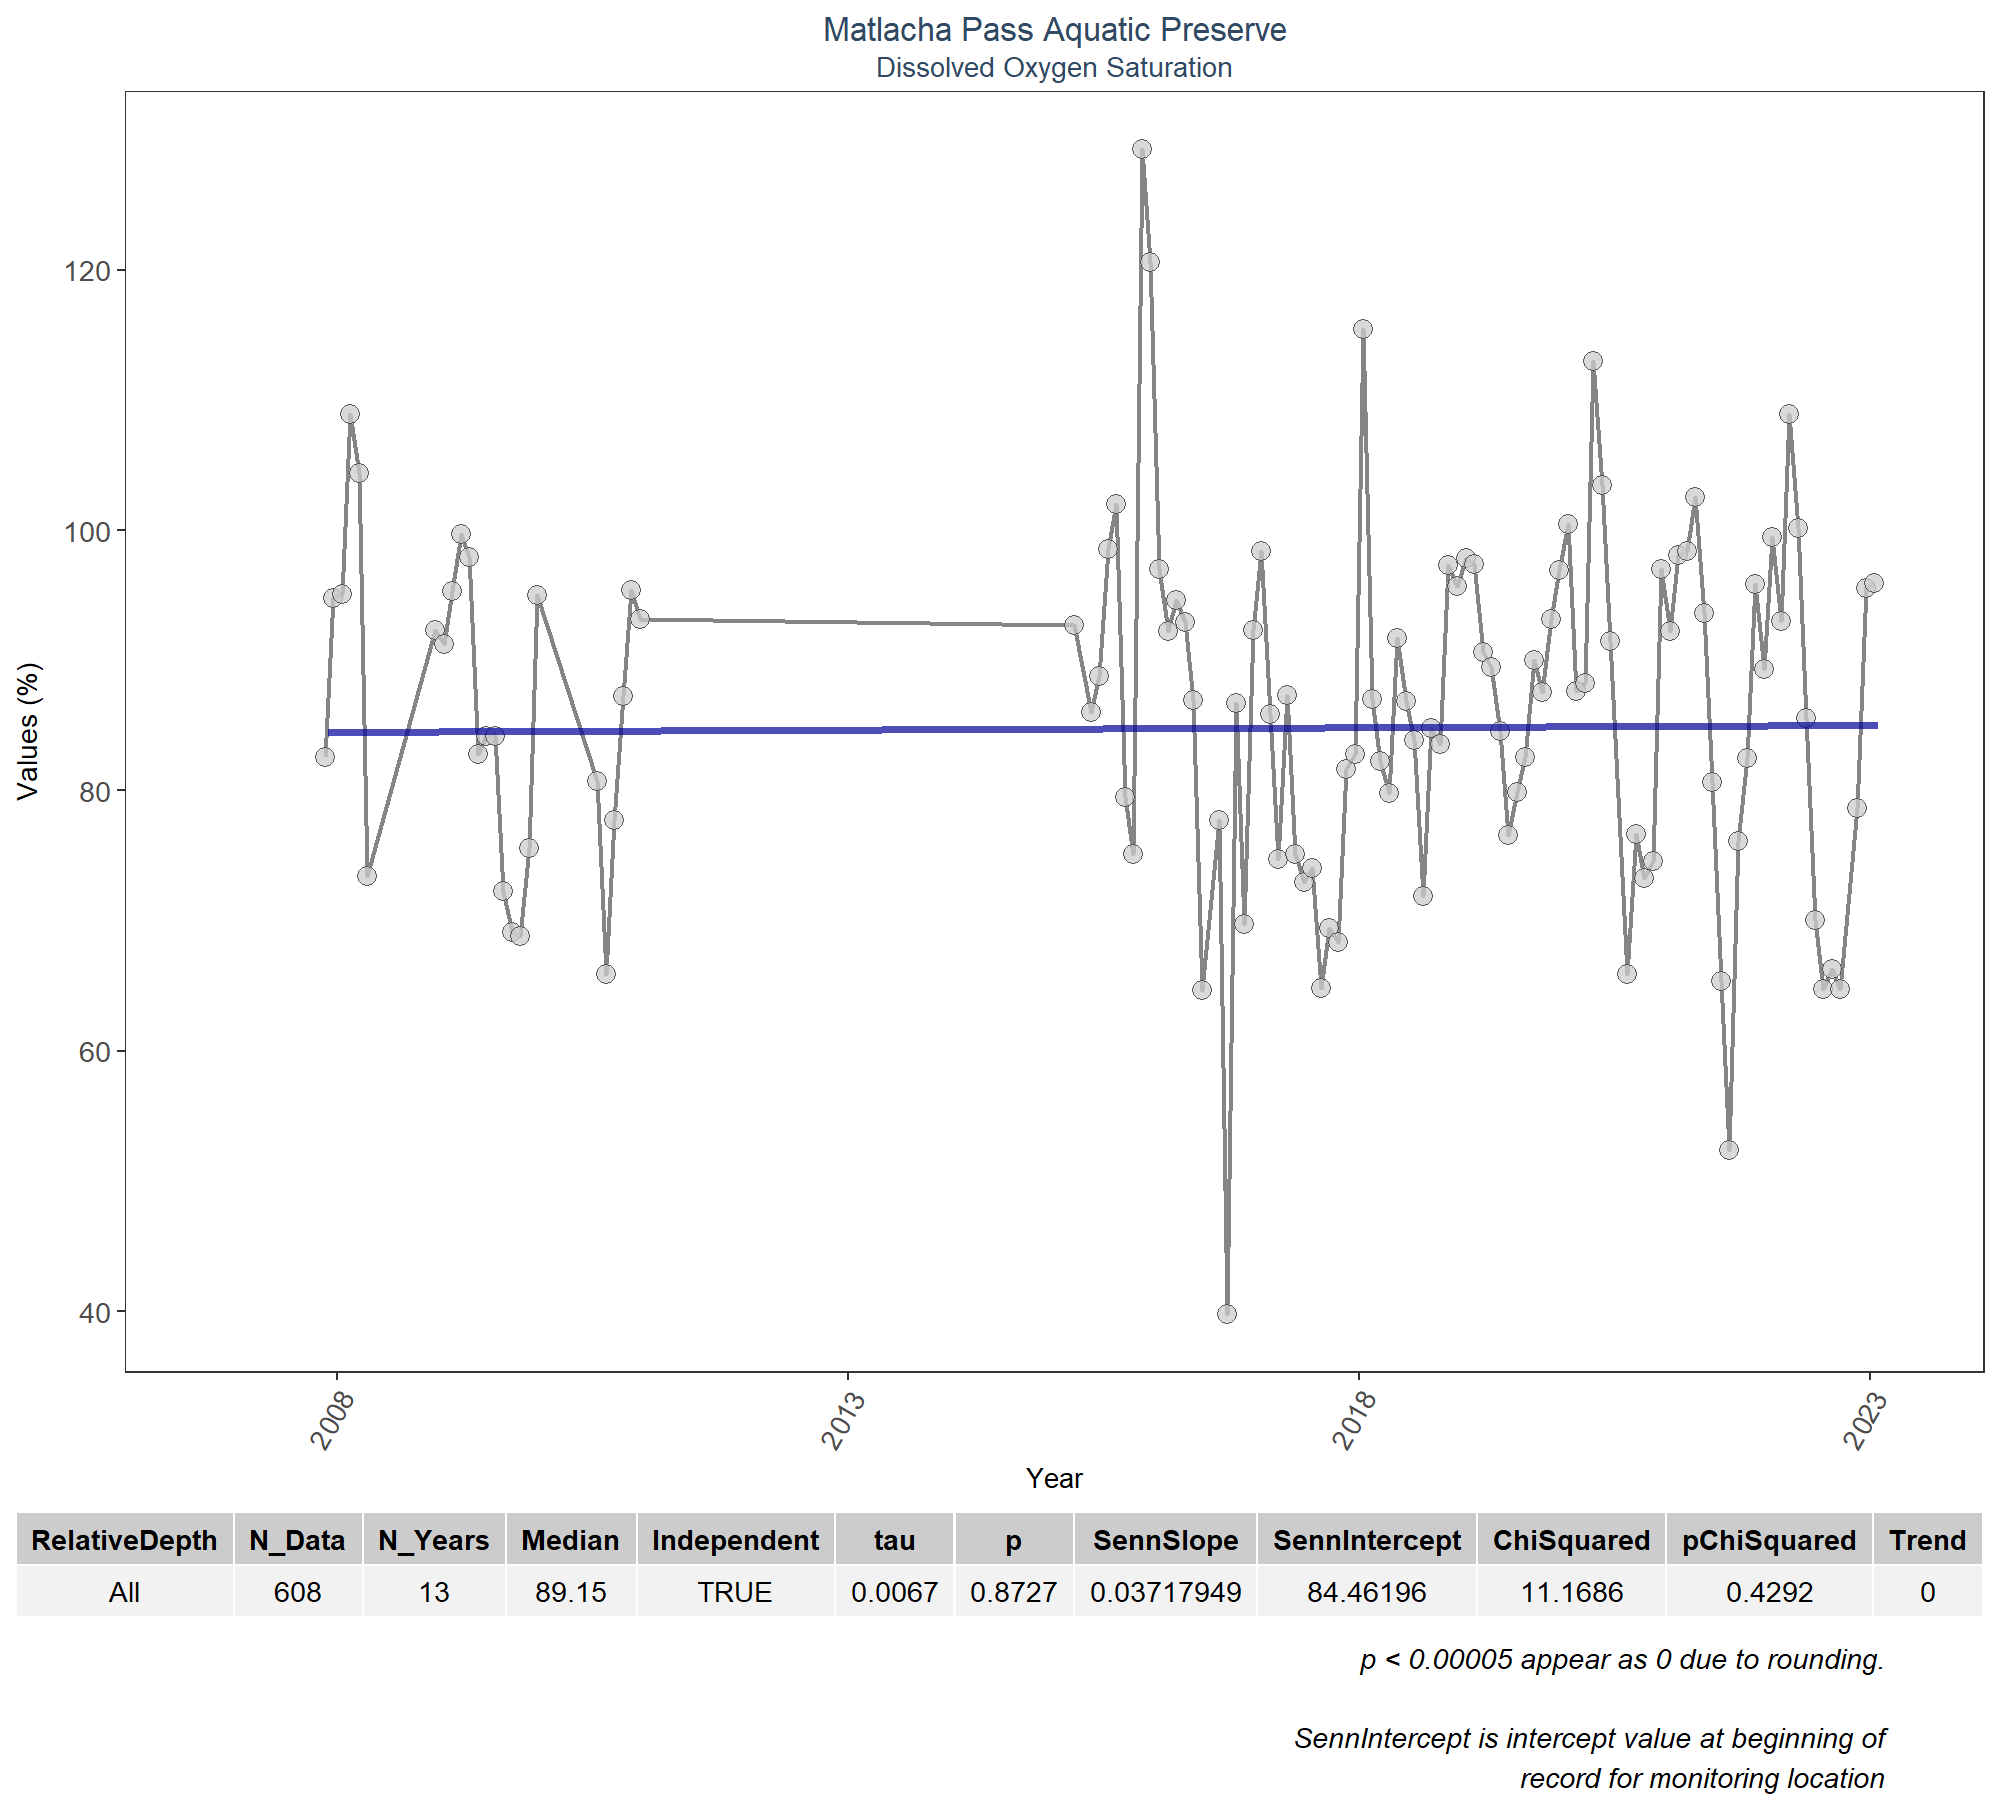 Matlacha Pass Aquatic Preserve
Dissolved Oxygen Saturation
Values (%)
120
100
80
60
40
2008 2013 2018 2023
Year
RelativeDepth N_Data N_Years Median Independent tau p SennSlope SennIntercept ChiSquared pChiSquared Trend
All 608 13 89.15 TRUE 0.0067 0.8727 0.03717949 84.46196 11.1686 0.4292 0
p < 0.00005 appear as 0 due to rounding.
SennIntercept is intercept value at beginning of
record for monitoring location